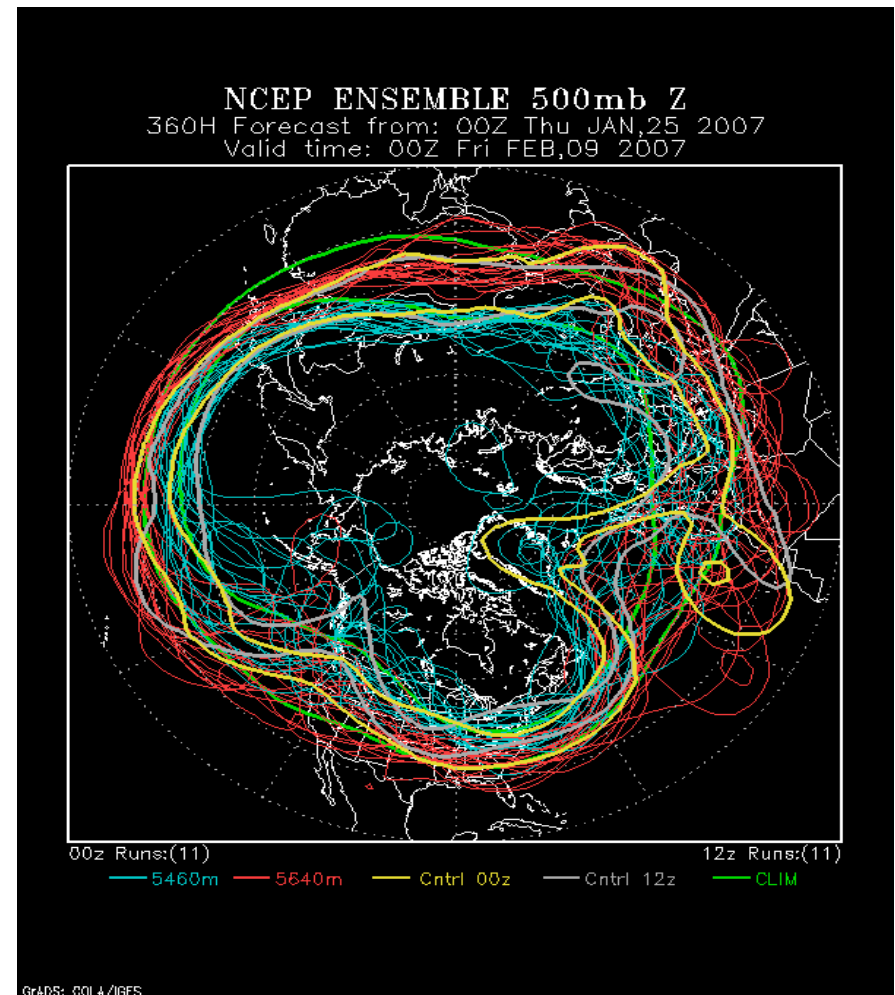 NCEP ENSEMBLE 500mb Z
360H Forecast from: 00Z Thu JAN,25 2007
Valid time: 00Z Fri FEB,09 2007
00z Runs:(11) 12z Runs:(11)
5460m 5640m Cntrl 00z Cntrl 12z CLIM
GrADS: COLA/IGES